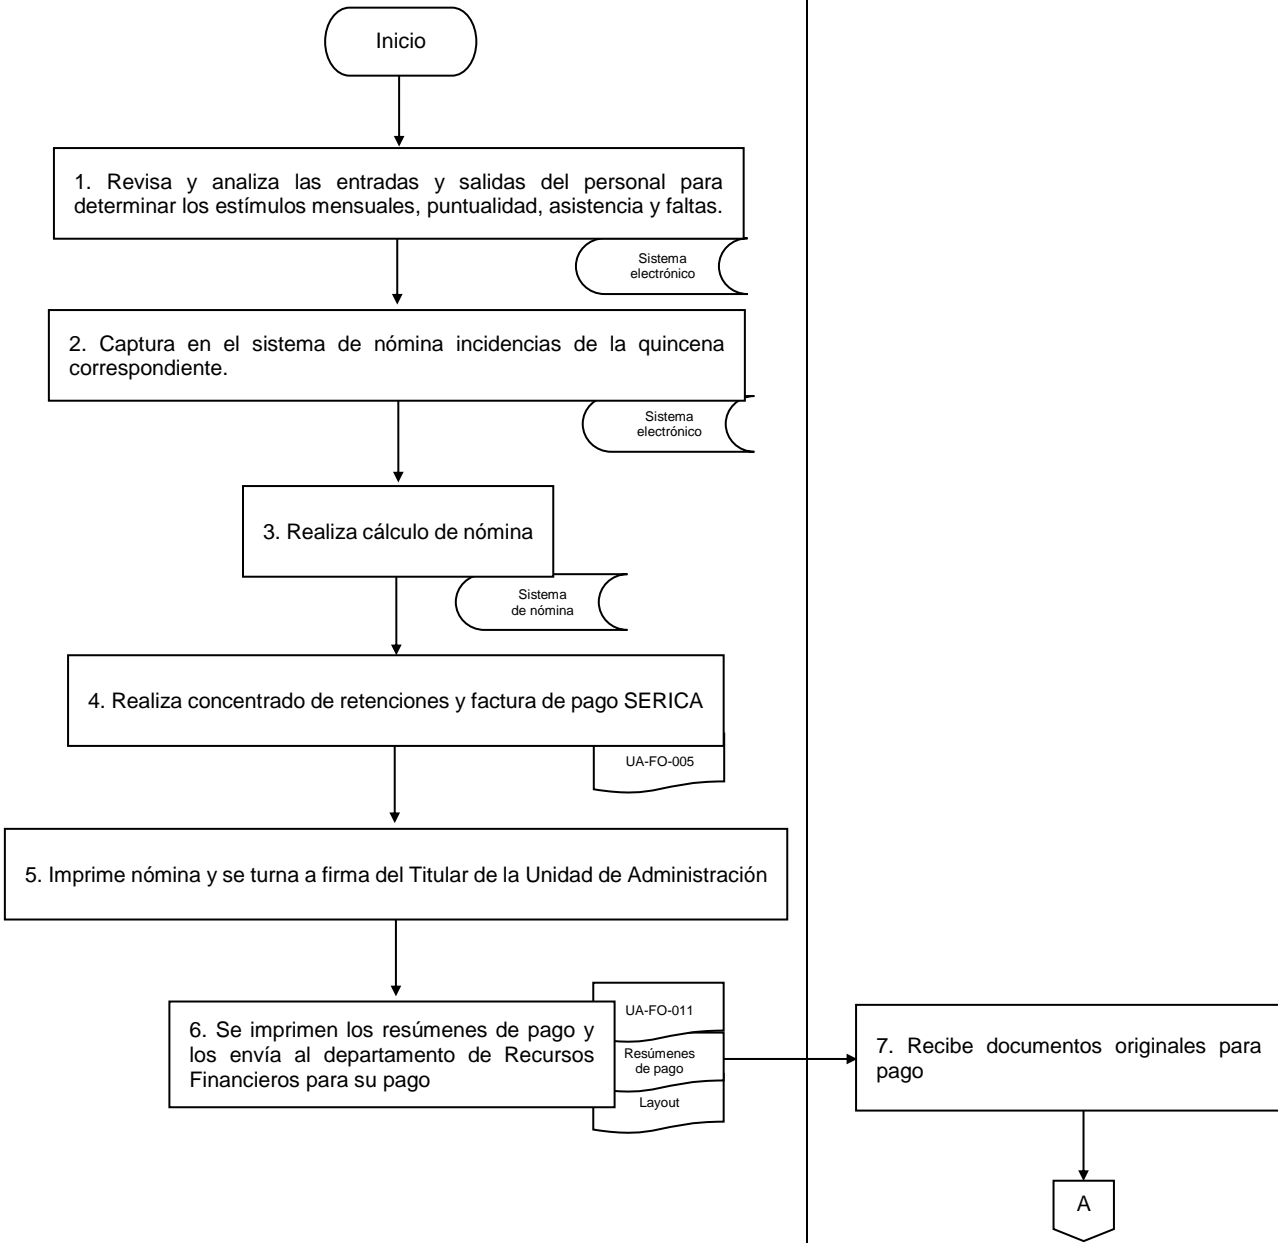 Inicio
1. Revisa y analiza las entradas y salidas del personal para
determinar los estímulos mensuales, puntualidad, asistencia y faltas.
Sistema
electrónico
2. Captura en el sistema de nómina incidencias de la quincena
correspondiente.
Sistema
electrónico
3. Realiza cálculo de nómina
Sistema
de nómina
4. Realiza concentrado de retenciones y factura de pago SERICA
UA-FO-005
5. Imprime nómina y se turna a firma del Titular de la Unidad de Administración
6. Se imprimen los resúmenes de pago y
los envía al departamento de Recursos
Financieros para su pago
UA-FO-011
Resúmenes
de pago
Layout
7. Recibe documentos originales para
pago
A